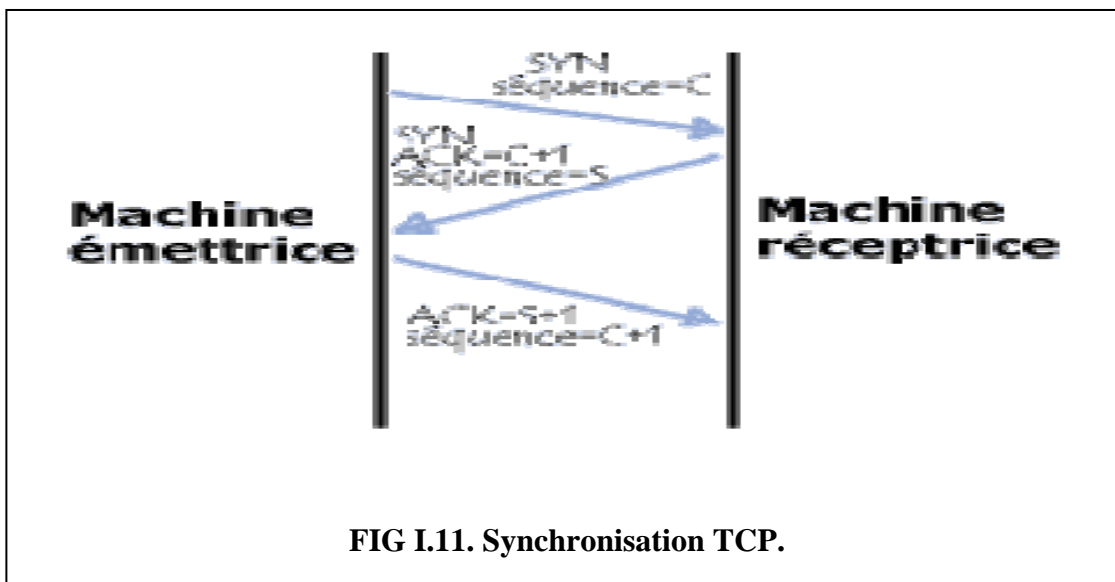 SYN
séquence=C
SYN
ACK=C+1
séquence=S
Machine
émettrice
Machine
réceptrice
ACK=S+1
séquence=C+1
FIG I.11. Synchronisation TCP.